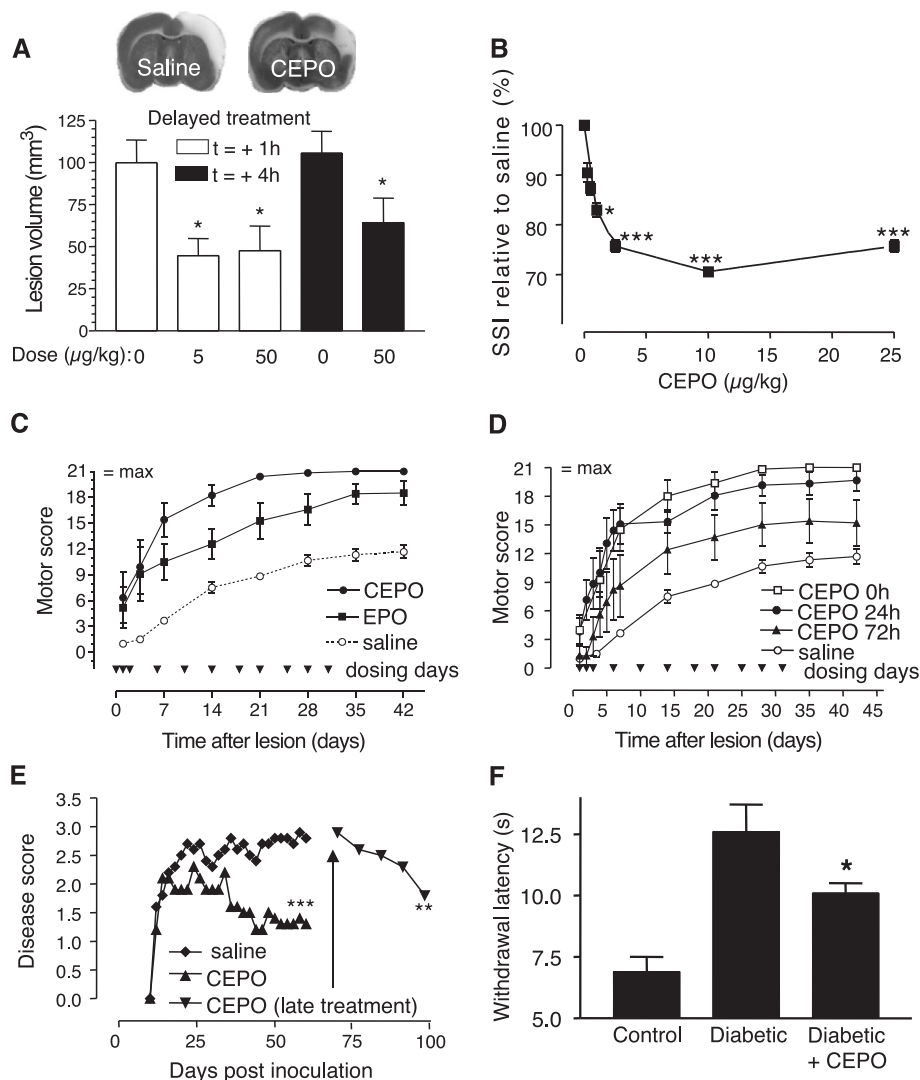 A
Saline
CEPO
Delayed treatment
t = + 1h
t = + 4h
Lesion volume (mm³)
125
100
75
50
25
0
*
*
*
Dose (µg/kg): 0 5 50 0 50
B
SSI relative to saline (%)
100
90
80
70
*
***
***
***
0 5 10 15 20 25
CEPO (µg/kg)
C
21 = max
18
15
12
9
6
3
0
Motor score
CEPO
EPO
saline
dosing days
0 7 14 21 28 35 42
Time after lesion (days)
D
21 = max
18
15
12
9
6
3
0
Motor score
CEPO 0h
CEPO 24h
CEPO 72h
saline
dosing days
0 5 10 15 20 25 30 35 40 45
Time after lesion (days)
E
3.5
3.0
2.5
2.0
1.5
1.0
0.5
0.0
Disease score
***
**
saline
CEPO
CEPO (late treatment)
0 25 50 75 100
Days post inoculation
F
Withdrawal latency (s)
12.5
10.0
7.5
5.0
*
Control Diabetic Diabetic
+ CEPO